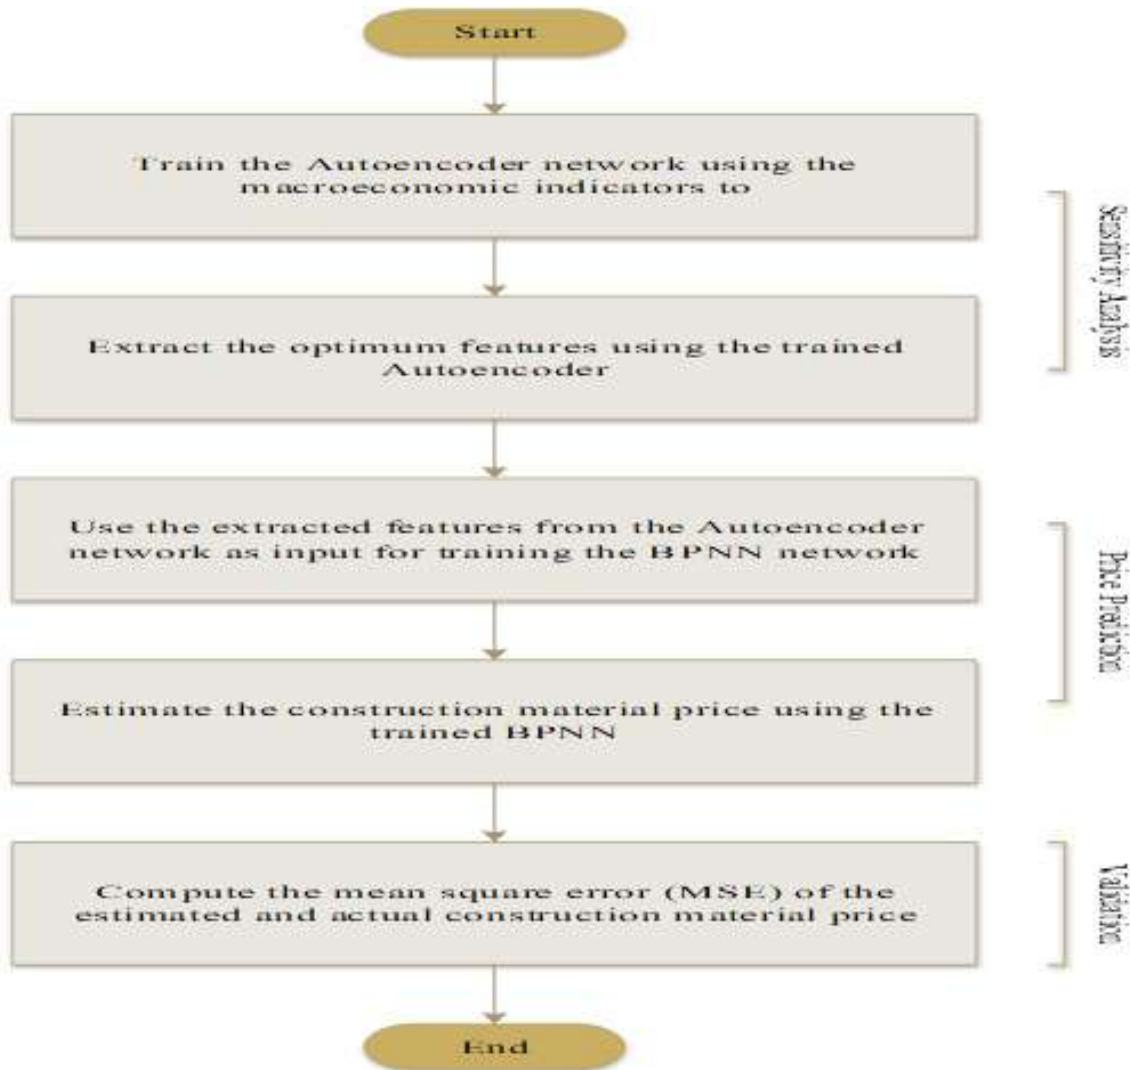 Start
Train the Autoencoder network using the
macroeconomic indicators to
Extract the optimum features using the trained
Autoencoder
Sensitivity Analysis
Use the extracted features from the Autoencoder
network as input for training the BPNN network
Estimate the construction material price using the
trained BPNN
Price Prediction
Compute the mean square error (MSE) of the
estimated and actual construction material price
Validation
End